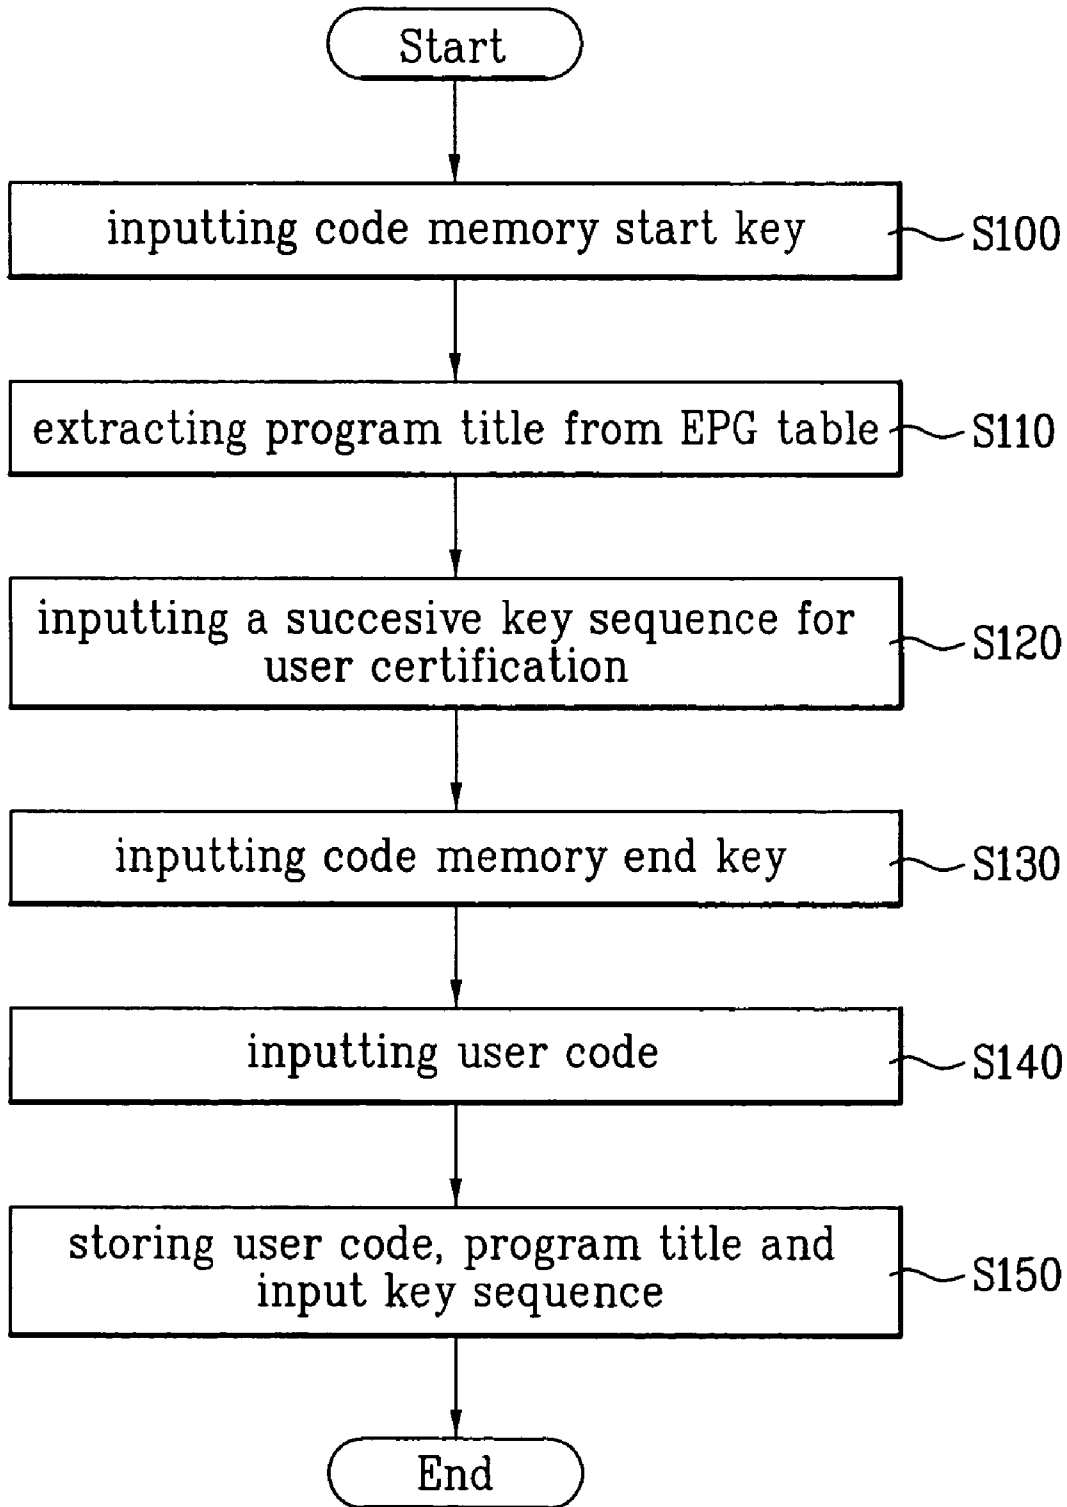 Start
inputting code memory start key
S100
extracting program title from EPG table
S110
inputting a succesive key sequence for
user certification
S120
inputting code memory end key
S130
inputting user code
S140
storing user code, program title and
input key sequence
S150
End